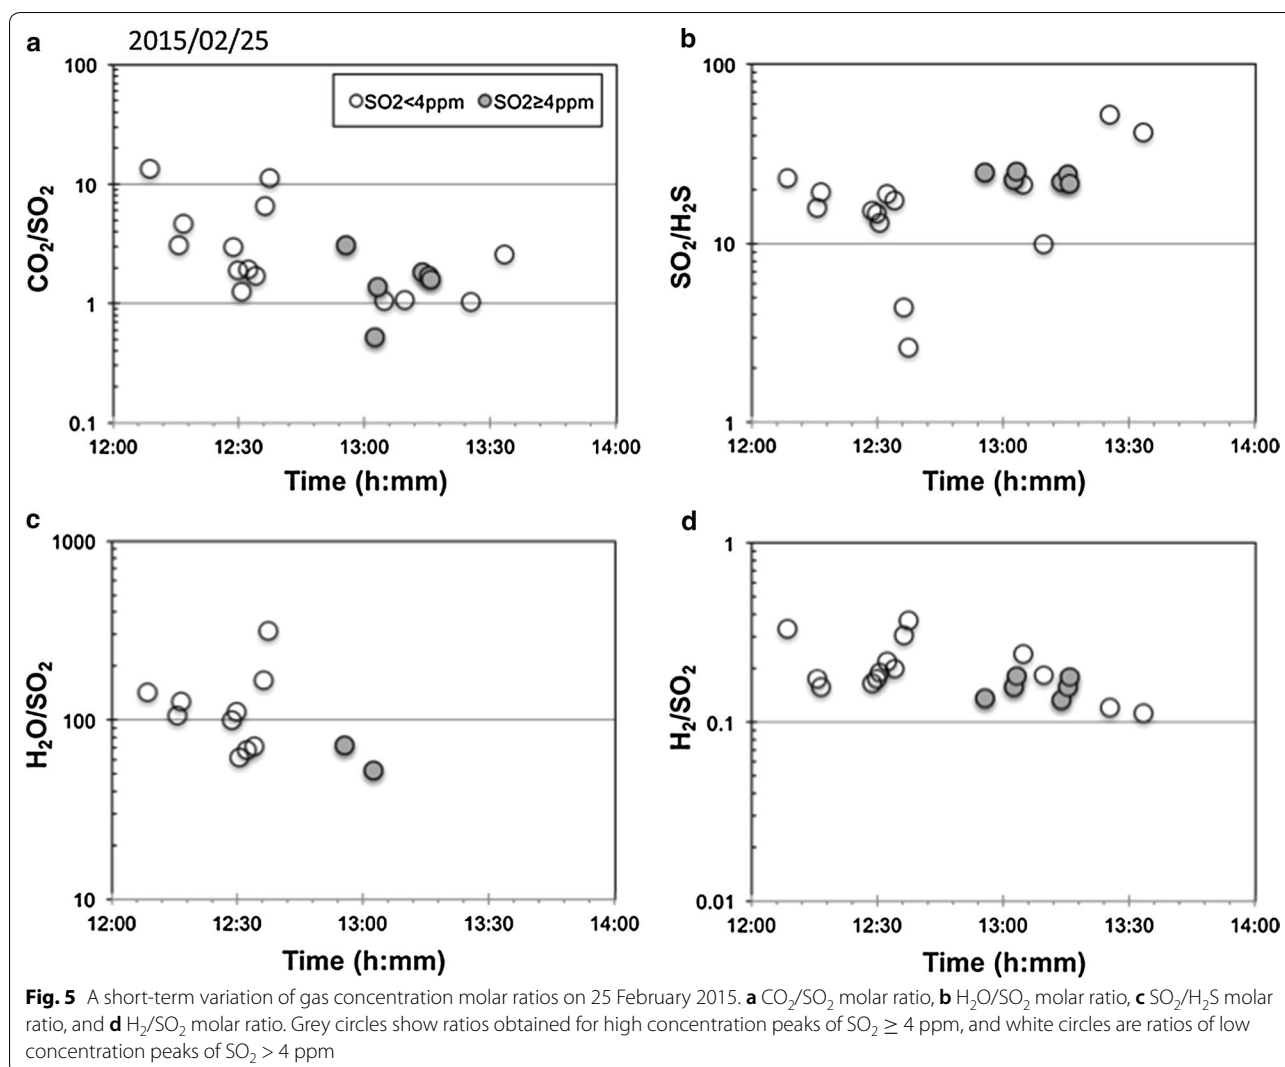 a
2015/02/25
100
10
1
0.1
CO2/SO2
SO2<4ppm SO2≥4ppm
12:00 12:30 13:00 13:30 14:00
Time (h:mm)
b
100
10
1
SO2/H2S
12:00 12:30 13:00 13:30 14:00
Time (h:mm)
c
1000
100
10
H2O/SO2
12:00 12:30 13:00 13:30 14:00
Time (h:mm)
d
1
0.1
0.01
H2/SO2
12:00 12:30 13:00 13:30 14:00
Time (h:mm)
Fig. 5 A short-term variation of gas concentration molar ratios on 25 February 2015. a CO2/SO2 molar ratio, b H2O/SO2 molar ratio, c SO2/H2S molar
ratio, and d H2/SO2 molar ratio. Grey circles show ratios obtained for high concentration peaks of SO2 ≥ 4 ppm, and white circles are ratios of low
concentration peaks of SO2 > 4 ppm